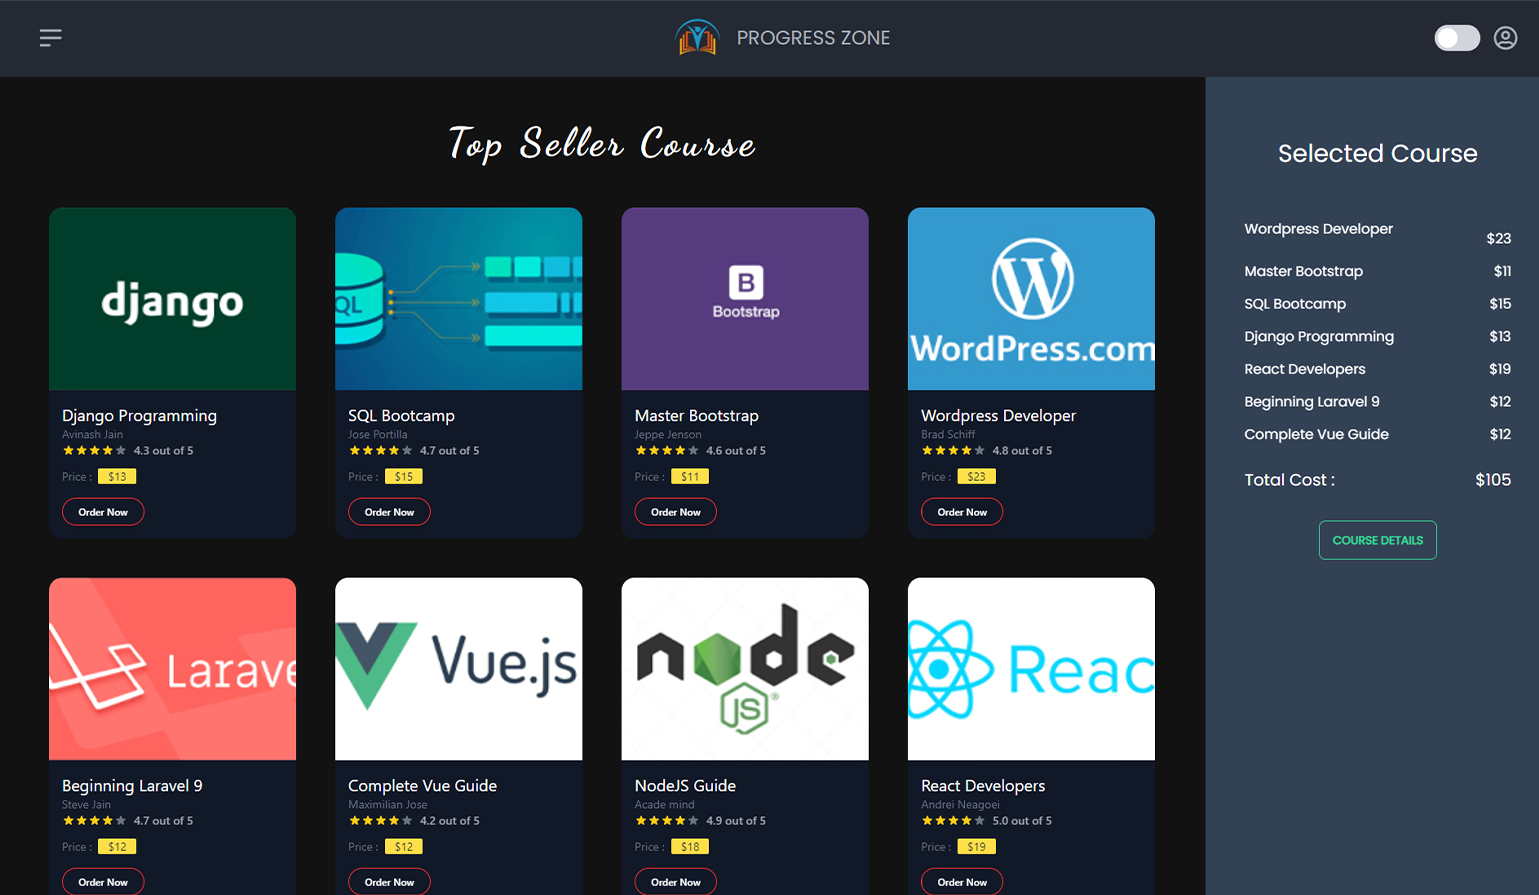 PROGRESS ZONE
Top Seller Course
django
QL
B
Bootstrap
W
WordPress.com
Django Programming
Avinash Jain
4.3 out of 5
Price : $13
Order Now
SQL Bootcamp
Jose Portilla
4.7 out of 5
Price : $15
Order Now
Master Bootstrap
Jeppe Jenson
4.6 out of 5
Price : $11
Order Now
Wordpress Developer
Brad Schiff
4.8 out of 5
Price : $23
Order Now
Larave
Vue.js
node
JS
®
Reac
Beginning Laravel 9
Steve Jain
4.7 out of 5
Price : $12
Order Now
Complete Vue Guide
Maximilian Jose
4.2 out of 5
Price : $12
Order Now
NodeJS Guide
Acade mind
4.9 out of 5
Price : $18
Order Now
React Developers
Andrei Neagoei
5.0 out of 5
Price : $19
Order Now
Selected Course
Wordpress Developer $23
Master Bootstrap $11
SQL Bootcamp $15
Django Programming $13
React Developers $19
Beginning Laravel 9 $12
Complete Vue Guide $12
Total Cost : $105
COURSE DETAILS